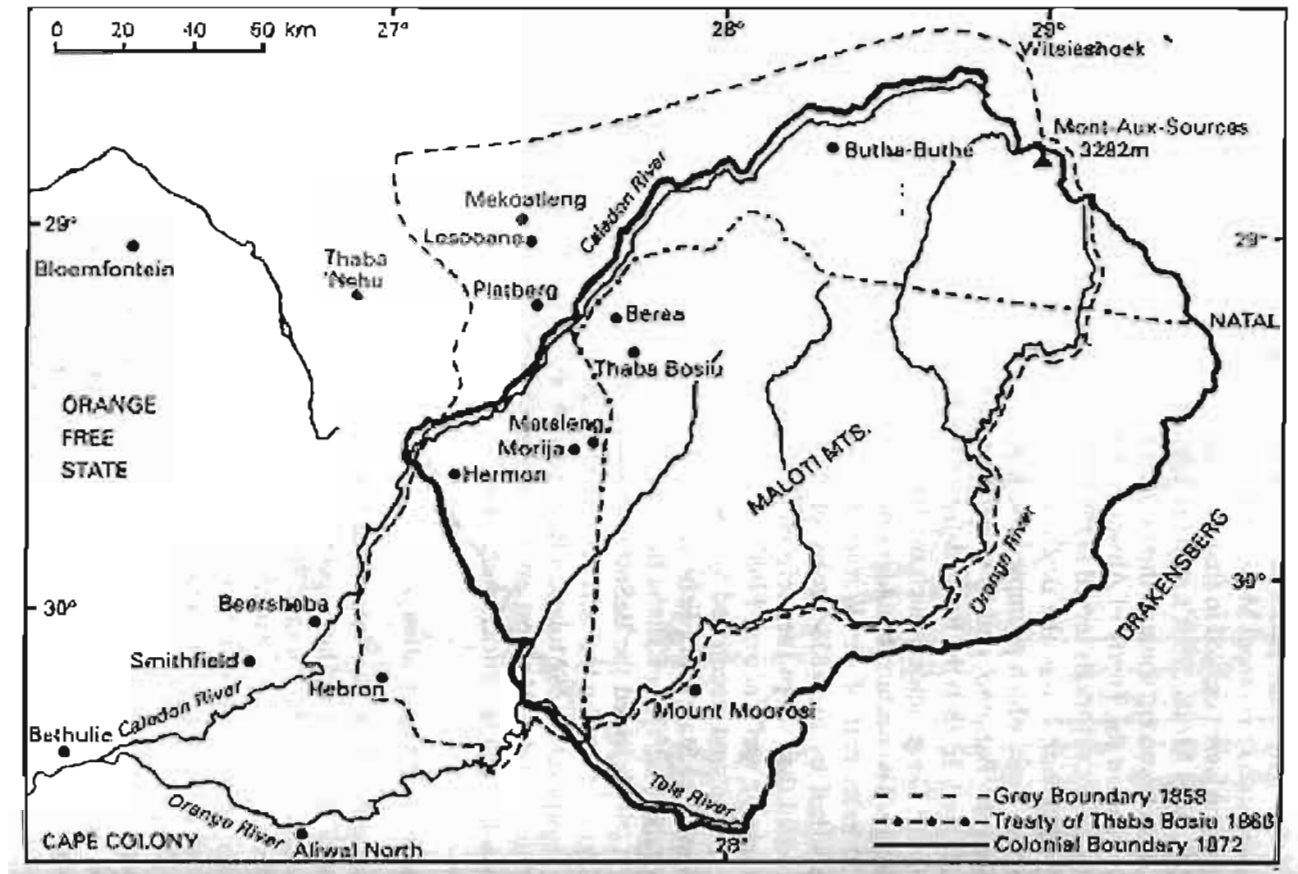 0 20 40 60 km
27°
28°
29°
Witsieshoek
Mont-Aux-Sources
3282m
Butha-Buthe
Caledon River
Mekoatleng
29°
29°
Bloemfontein
Thaba
'Nchu
Platberg
Berea
NATAL
Thaba Bosiu
ORANGE
FREE
STATE
Matsieng
Morija
Hermon
MALOTI MTS.
Orange River
DRAKENSBERG
30°
30°
Beersheba
Smithfield
Hebron
Caledon River
Mount Moorosi
Bethulie
Tele River
Orange River
CAPE COLONY
Aliwal North
28°
Grey Boundary 1858
Treaty of Thaba Bosiu 1866
Colonial Boundary 1872